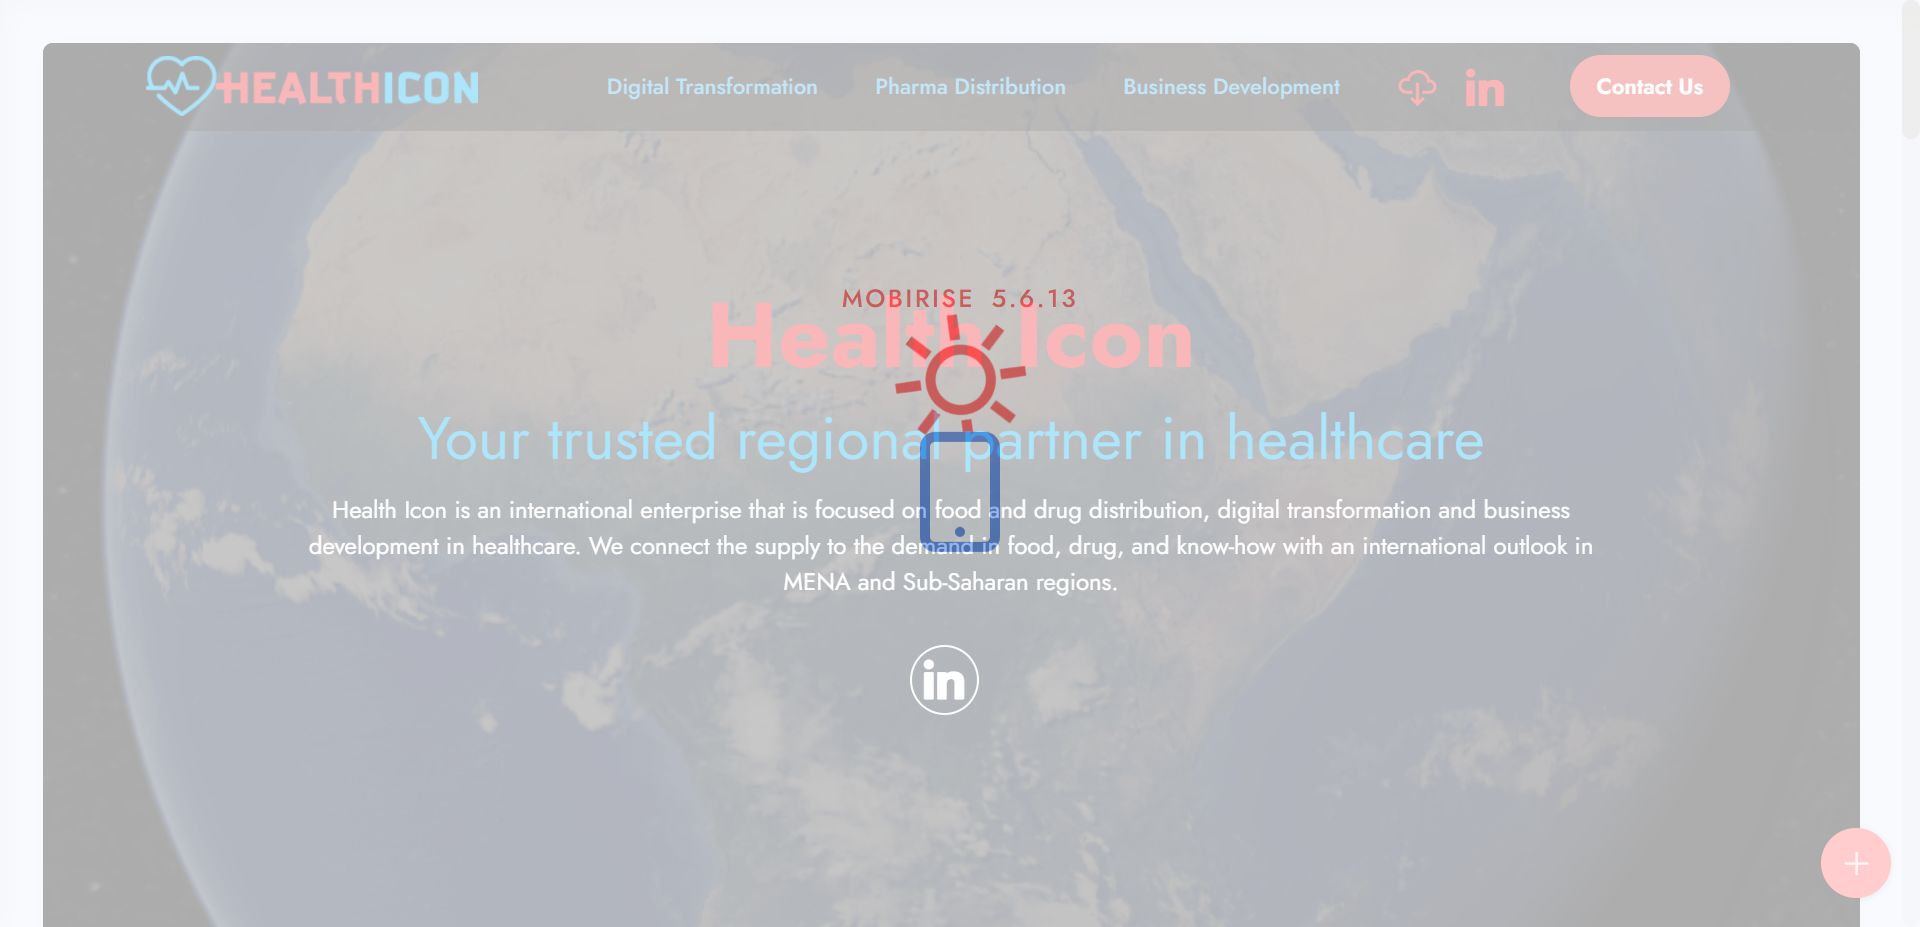 HEALTHICON
Digital Transformation
Pharma Distribution
Business Development
in
Contact Us
MOBIRISE 5.6.13
Health Icon
Your trusted regional partner in healthcare
Health Icon is an international enterprise that is focused on food and drug distribution, digital transformation and business
development in healthcare. We connect the supply to the demand in food, drug, and know-how with an international outlook in
MENA and Sub-Saharan regions.
in